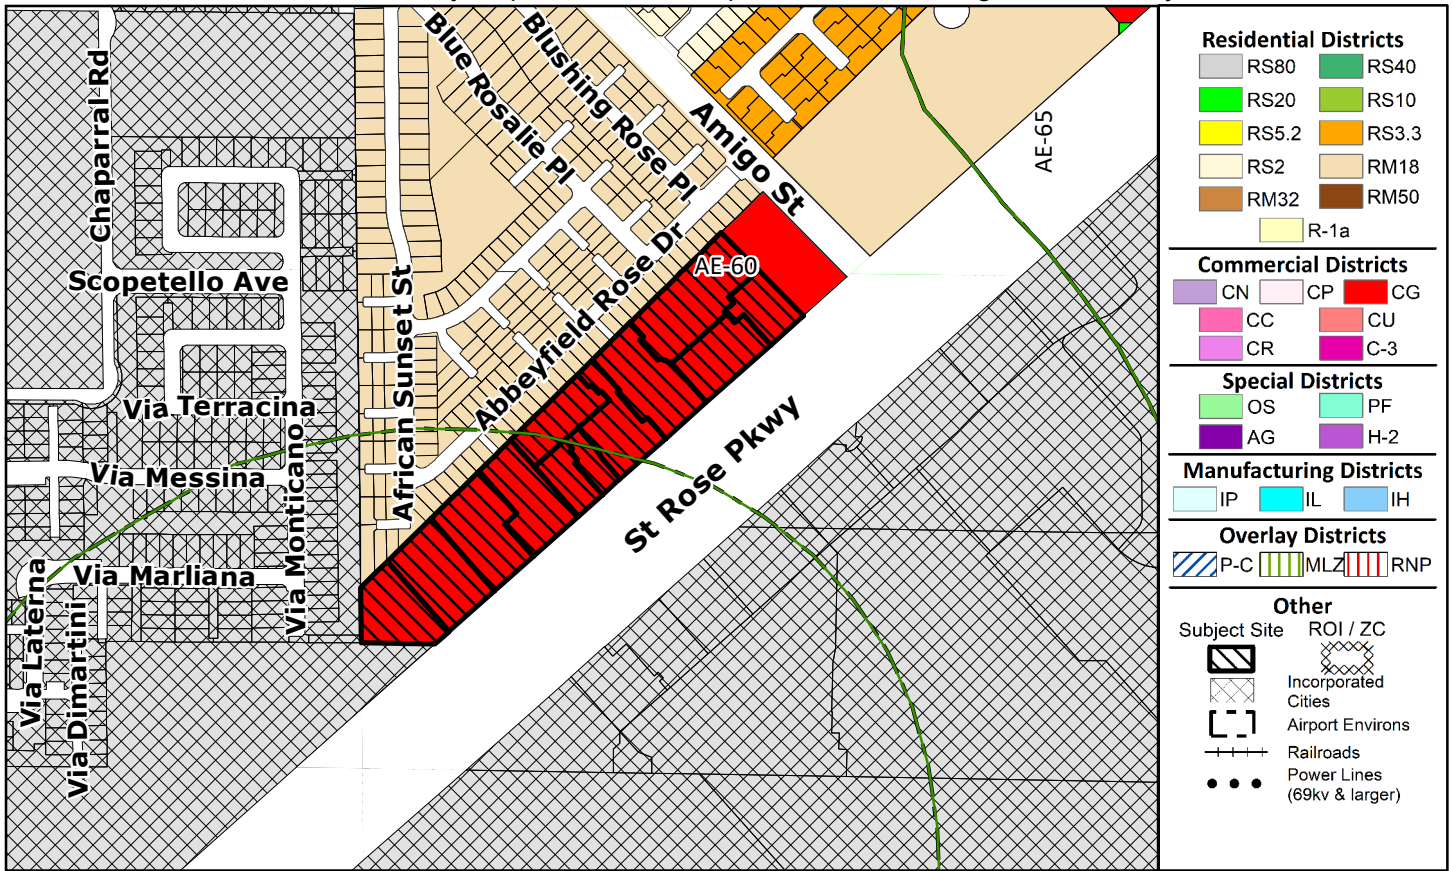 Chaparral Rd
Blue Rosalie Pl
Blushing Rose Pl
Amigo St
AE-65
Scopetello Ave
AE-60
African Sunset St
Abbeyfield Rose Dr
Via Terracina
Via Messina
Via Monticano
St Rose Pkwy
Via Marliana
Via Laterna
Via Dimartini
Residential Districts
RS80 RS40
RS20 RS10
RS5.2 RS3.3
RS2 RM18
RM32 RM50
R-1a
Commercial Districts
CN CP CG
CC CU
CR C-3
Special Districts
OS PF
AG H-2
Manufacturing Districts
IP IL IH
Overlay Districts
P-C MLZ RNP
Other
Subject Site ROI / ZC
Incorporated
Cities
Airport Environs
Railroads
Power Lines
(69kv & larger)